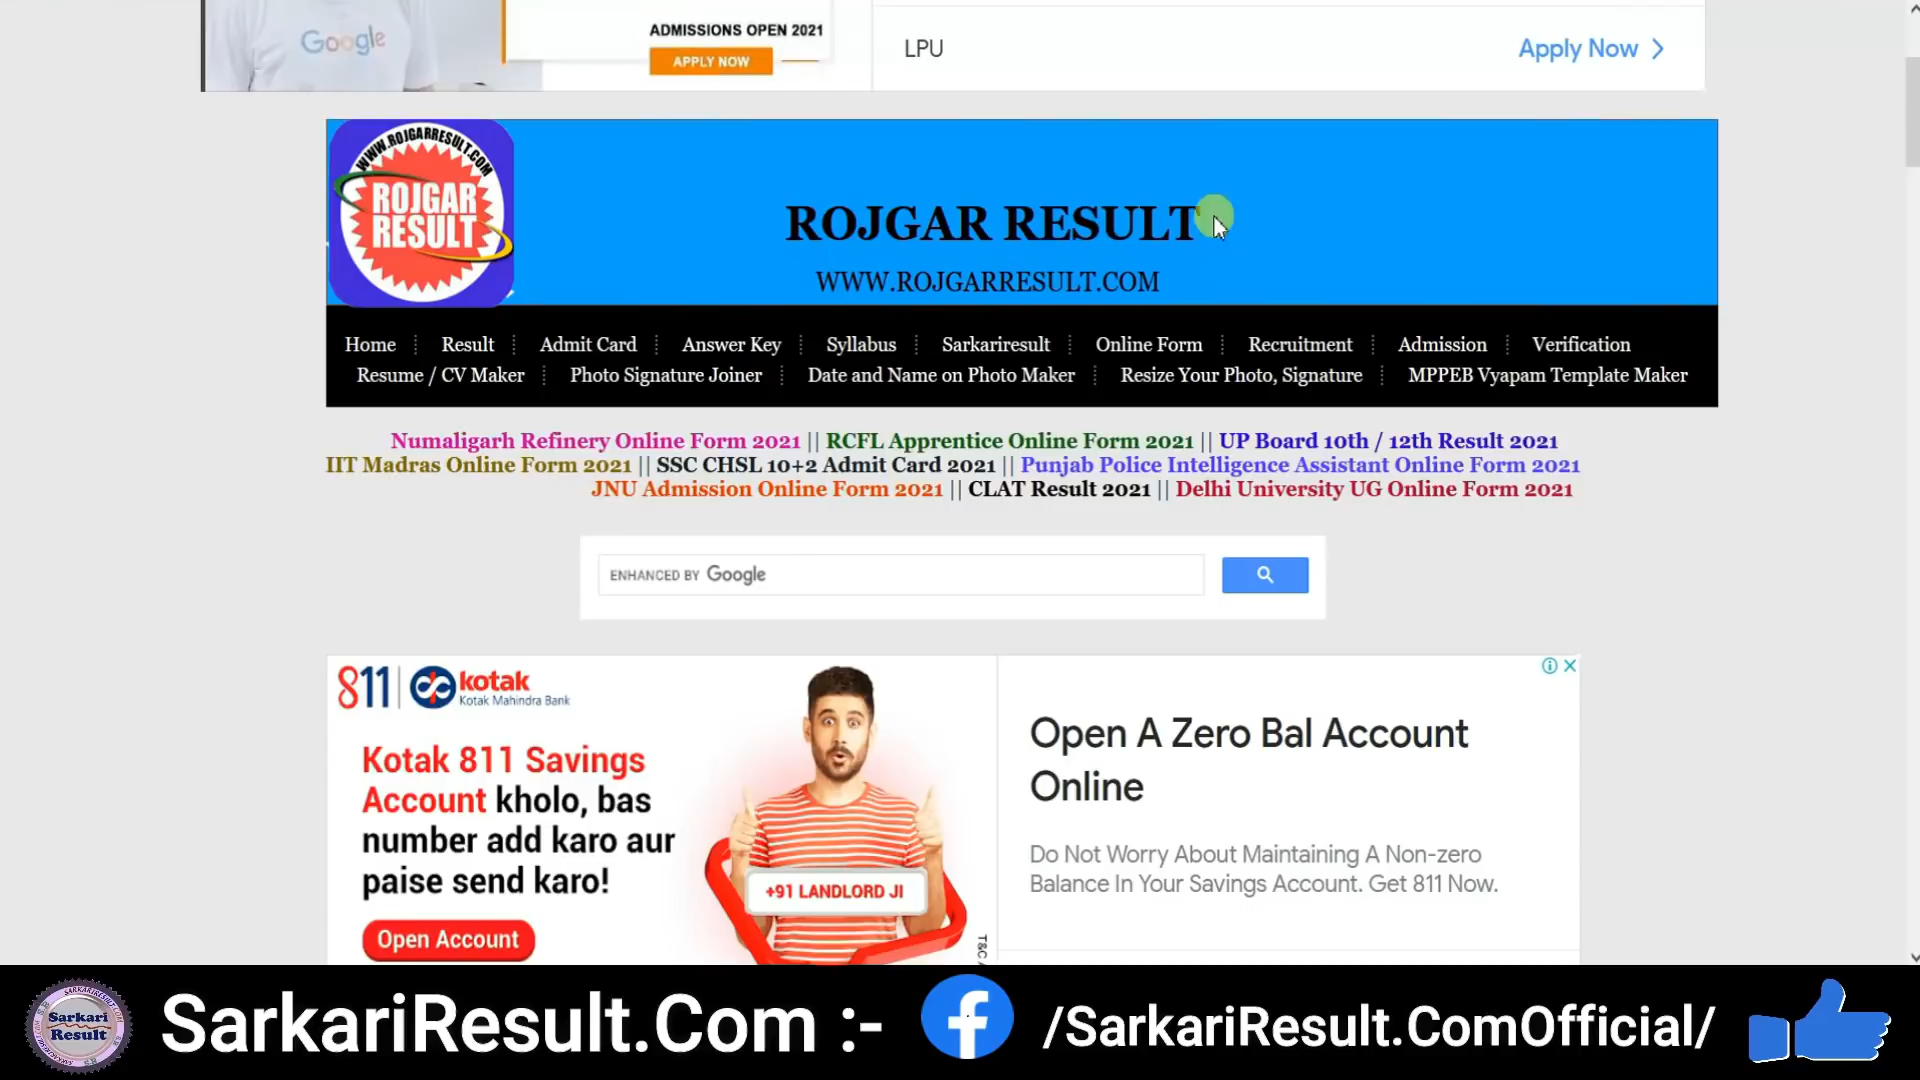 Google
ADMISSIONS OPEN 2021
APPLY NOW
LPU
Apply Now
WWW.ROJGARRESULT.COM
ROJGAR
RESULT
ROJGAR RESULT
WWW.ROJGARRESULT.COM
Home Result Admit Card Answer Key Syllabus Sarkariresult Online Form Recruitment Admission Verification
Resume / CV Maker Photo Signature Joiner Date and Name on Photo Maker Resize Your Photo, Signature MPPEB Vyapam Template Maker
Numaligarh Refinery Online Form 2021 || RCFL Apprentice Online Form 2021 || UP Board 10th / 12th Result 2021
IIT Madras Online Form 2021 || SSC CHSL 10+2 Admit Card 2021 || Punjab Police Intelligence Assistant Online Form 2021
JNU Admission Online Form 2021 || CLAT Result 2021 || Delhi University UG Online Form 2021
ENHANCED BY Google
811 | kotak
Kotak Mahindra Bank
Kotak 811 Savings
Account kholo, bas
number add karo aur
paise send karo!
Open Account
+91 LANDLORD JI
T&C
Open A Zero Bal Account
Online
Do Not Worry About Maintaining A Non-zero
Balance In Your Savings Account. Get 811 Now.
Sarkari
Result
SarkariResult.Com :- f /SarkariResult.ComOfficial/